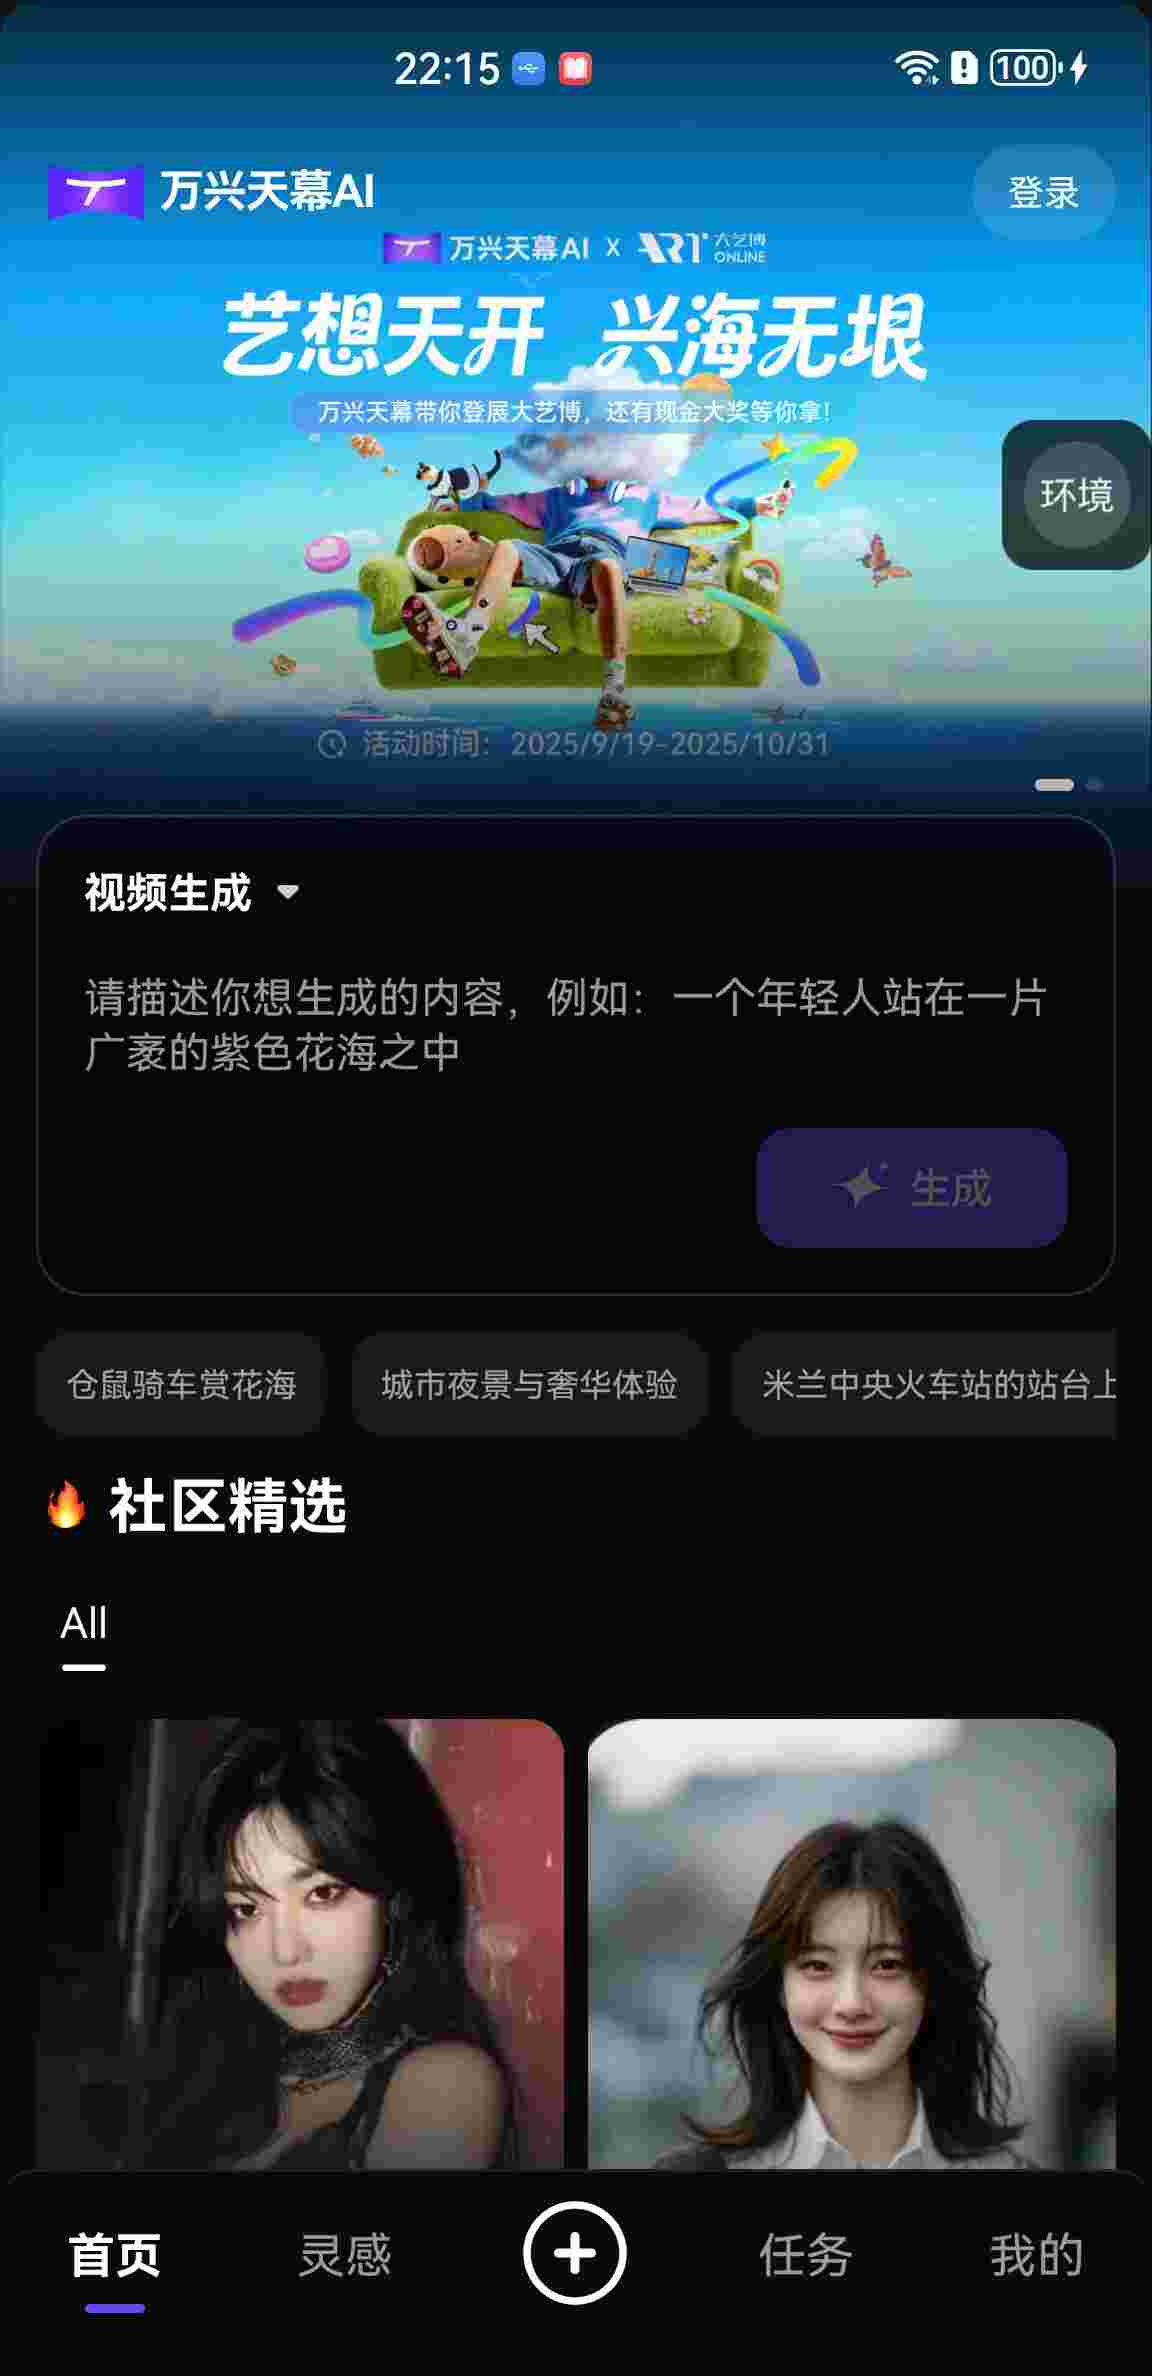 22:15
100
万兴天幕AI
登录
万兴天幕AI X ART 大艺博 ONLINE
艺想天开 兴海无垠
万兴天幕带你登展大艺博，还有现金大奖等你拿！
环境
活动时间：2025/9/19-2025/10/31
视频生成
请描述你想生成的内容，例如：一个年轻人站在一片
广袤的紫色花海之中
生成
仓鼠骑车赏花海
城市夜景与奢华体验
米兰中央火车站的站台上
社区精选
All
首页
灵感
任务
我的